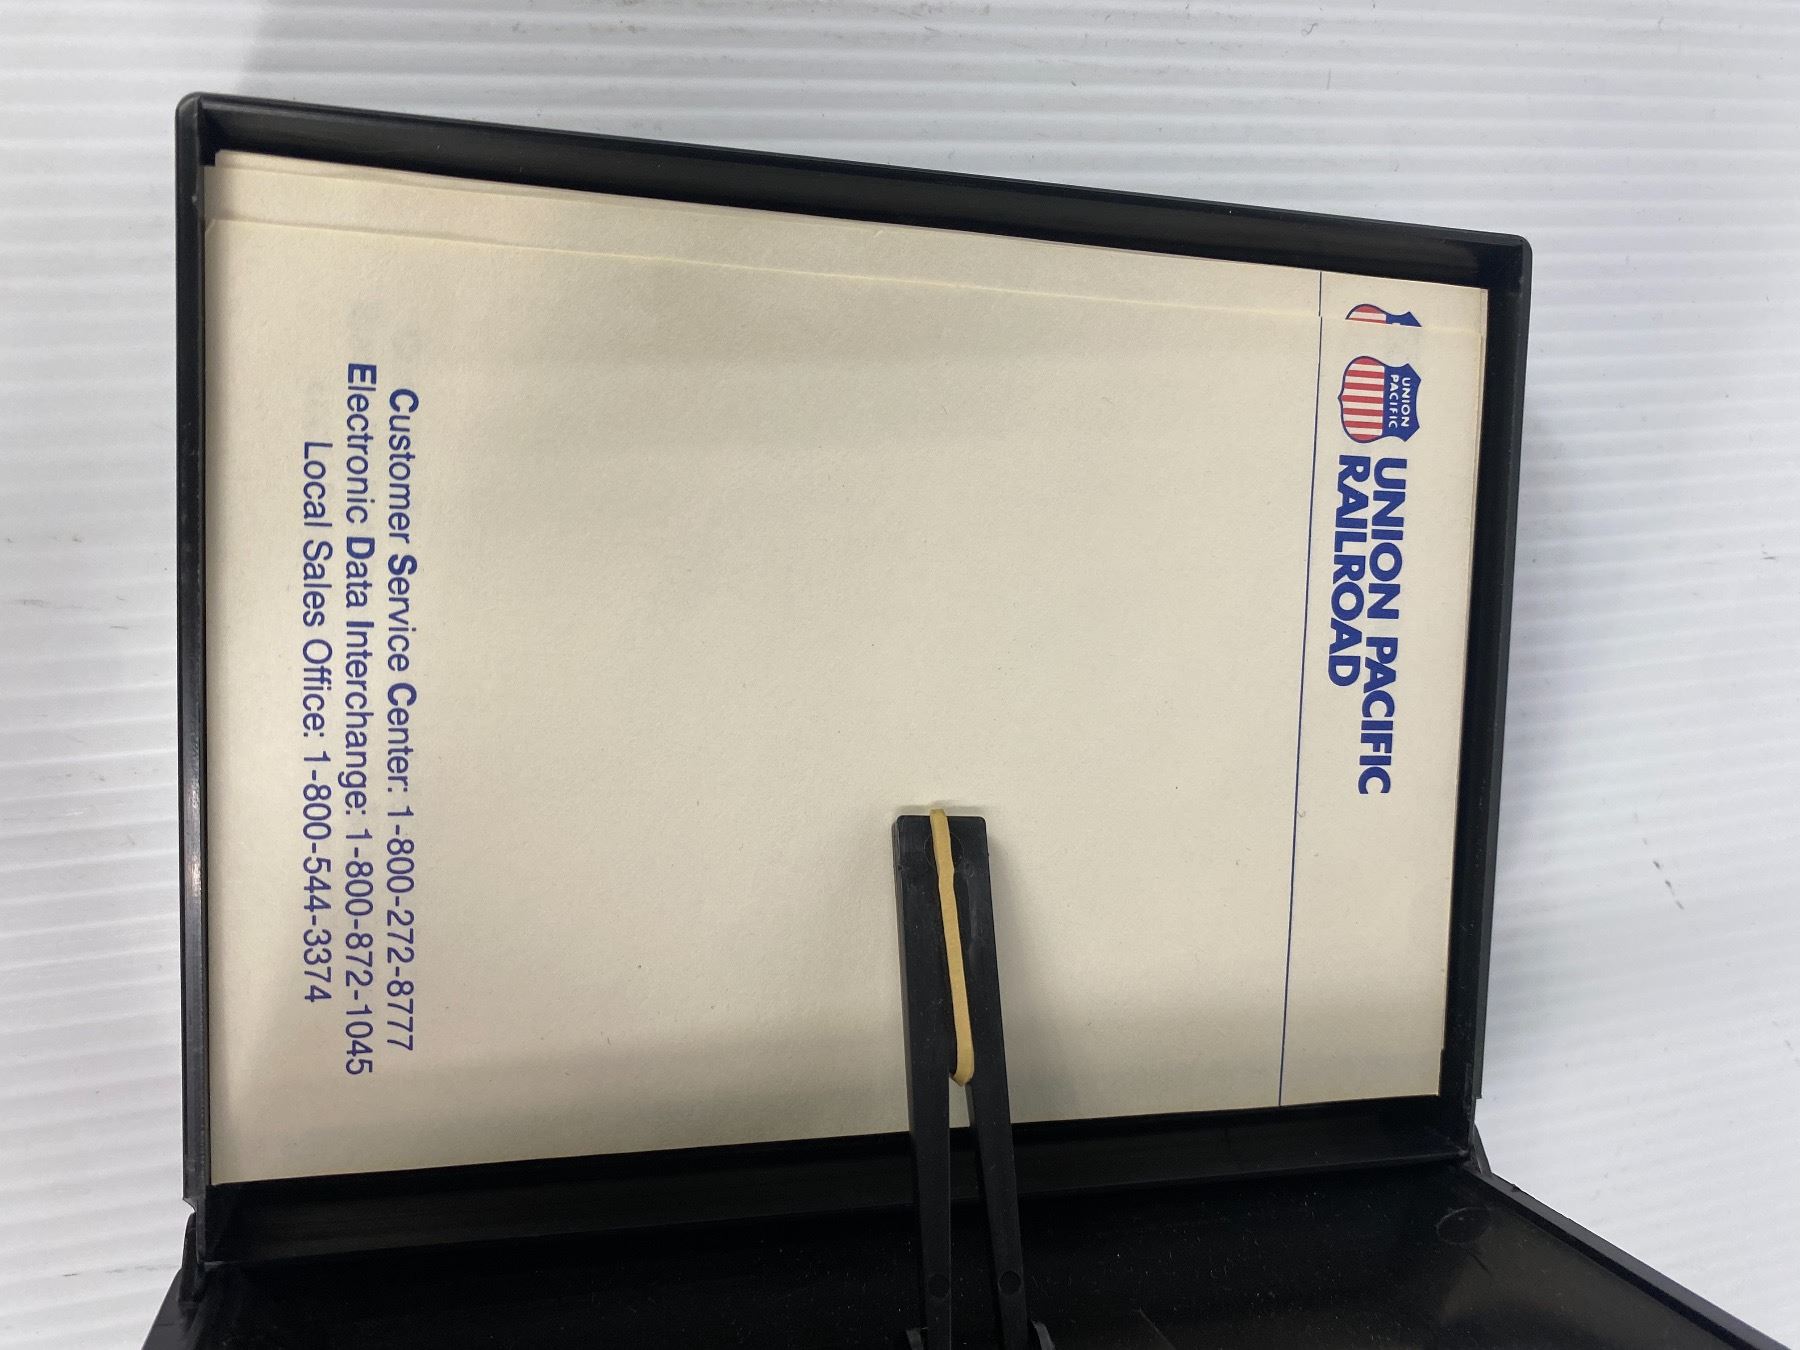 UNION
PACIFIC
UNION PACIFIC
RAILROAD
Customer Service Center: 1-800-272-8777
Electronic Data Interchange: 1-800-872-1045
Local Sales Office: 1-800-544-3374